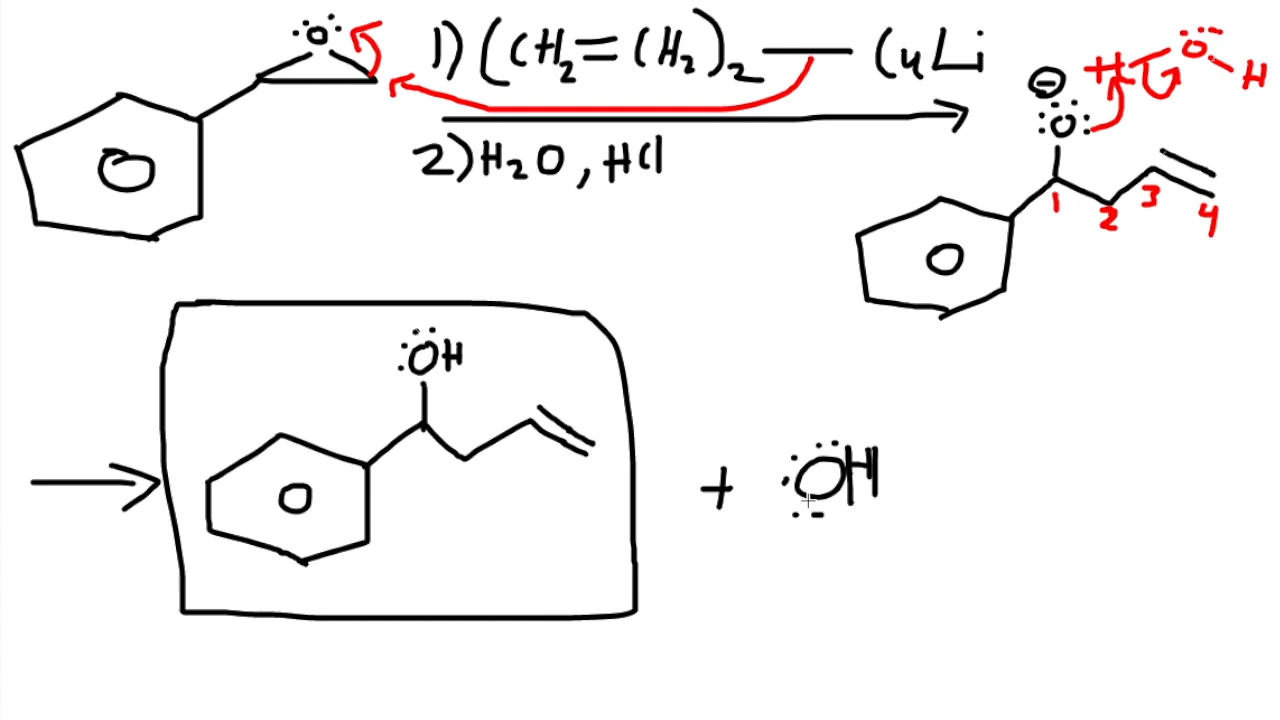 O
1) (CH2=CH2)2 — CuLi
2) H2O, HCl
H O H
⊖
O
1 2 3 4
O
O
OH
O
+ OH